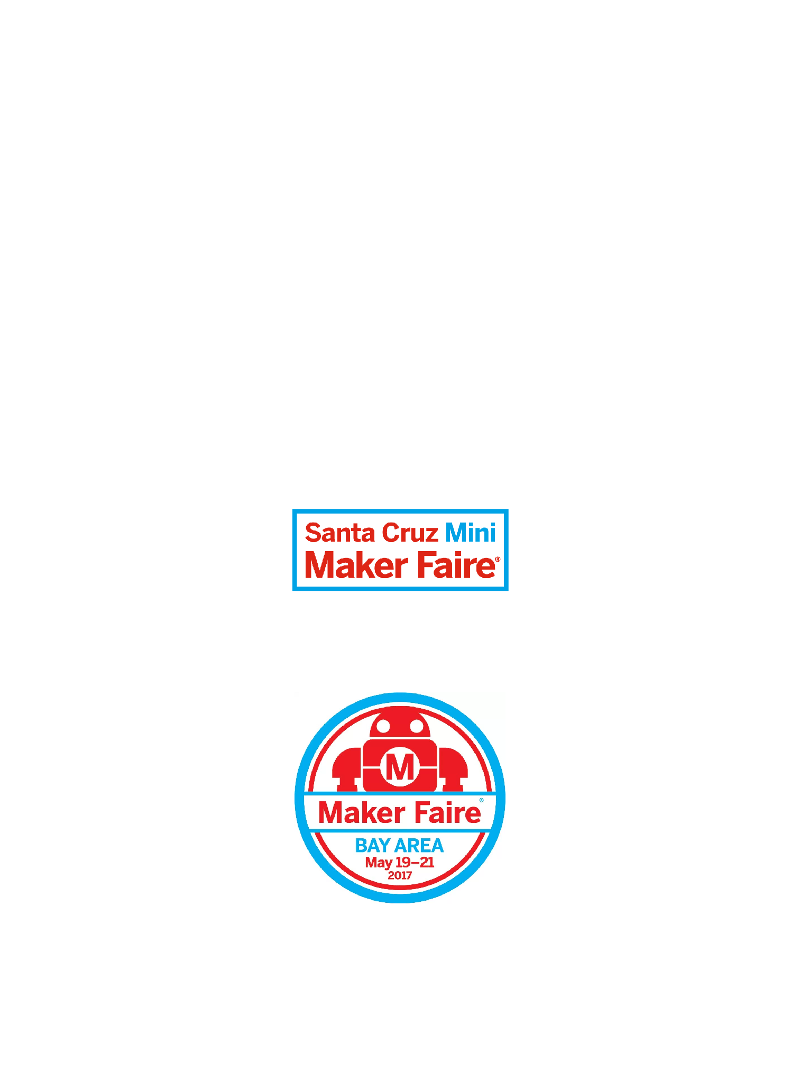 Santa Cruz Mini
Maker Faire®
M
Maker Faire®
BAY AREA
May 19–21
2017